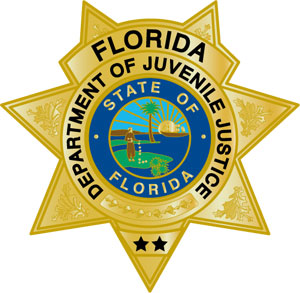 FLORIDA
DEPARTMENT OF JUVENILE JUSTICE
STATE OF
FLORIDA